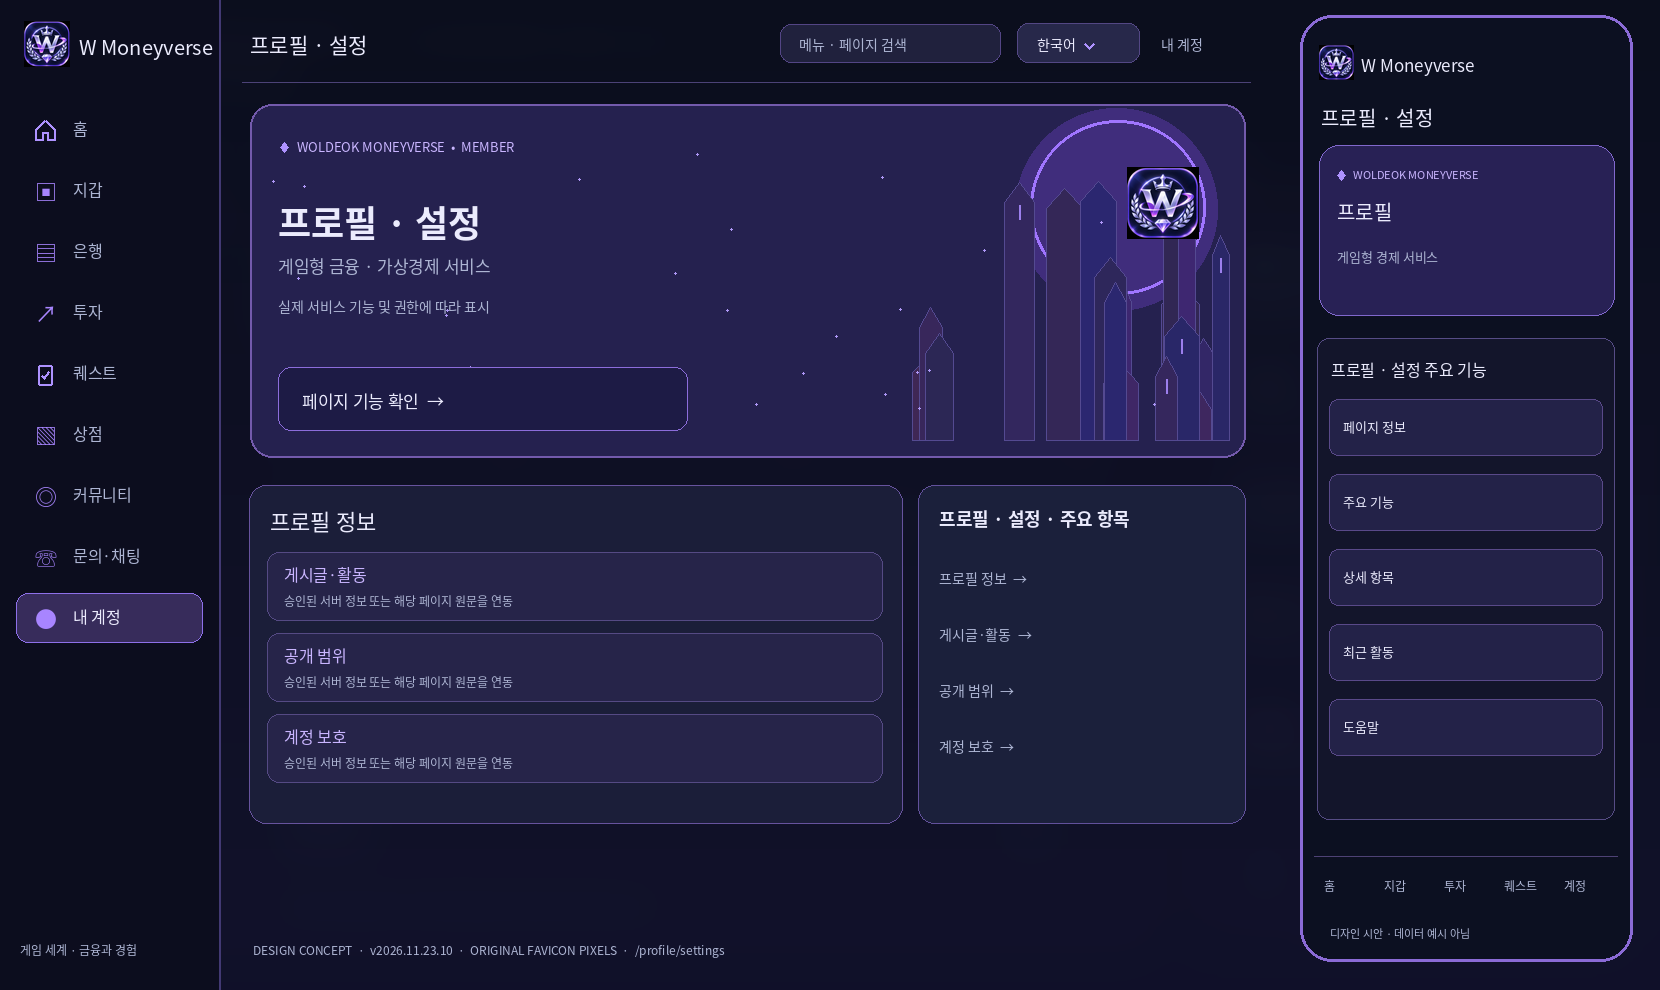 W Moneyverse
홈
지갑
은행
투자
퀘스트
상점
커뮤니티
문의·채팅
내 계정
게임 세계 · 금융과 경험
프로필 · 설정
메뉴 · 페이지 검색
한국어
내 계정
WOLDEOK MONEYVERSE • MEMBER
프로필 · 설정
게임형 금융 · 가상경제 서비스
실제 서비스 기능 및 권한에 따라 표시
페이지 기능 확인 →
W
프로필 정보
게시글·활동
승인된 서버 정보 또는 해당 페이지 원문을 연동
공개 범위
승인된 서버 정보 또는 해당 페이지 원문을 연동
계정 보호
승인된 서버 정보 또는 해당 페이지 원문을 연동
프로필 · 설정 · 주요 항목
프로필 정보 →
게시글·활동 →
공개 범위 →
계정 보호 →
DESIGN CONCEPT · v2026.11.23.10 · ORIGINAL FAVICON PIXELS · /profile/settings
W Moneyverse
프로필 · 설정
WOLDEOK MONEYVERSE
프로필
게임형 경제 서비스
프로필 · 설정 주요 기능
페이지 정보
주요 기능
상세 항목
최근 활동
도움말
홈 지갑 투자 퀘스트 계정
디자인 시안 · 데이터 예시 아님